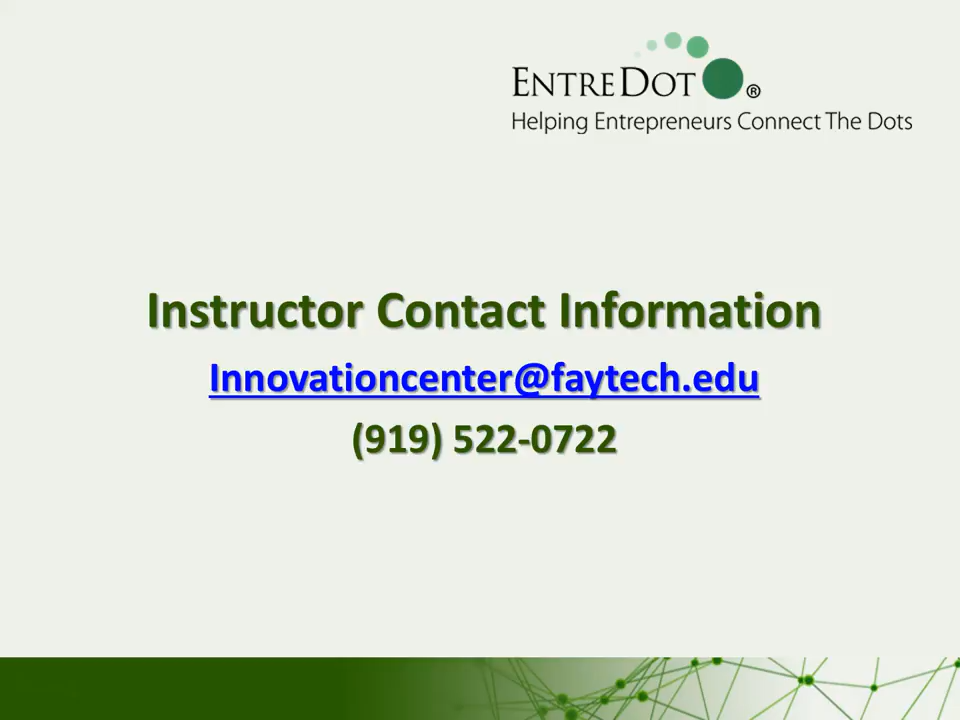 ENTREDOT®
Helping Entrepreneurs Connect The Dots
Instructor Contact Information
Innovationcenter@faytech.edu
(919) 522-0722